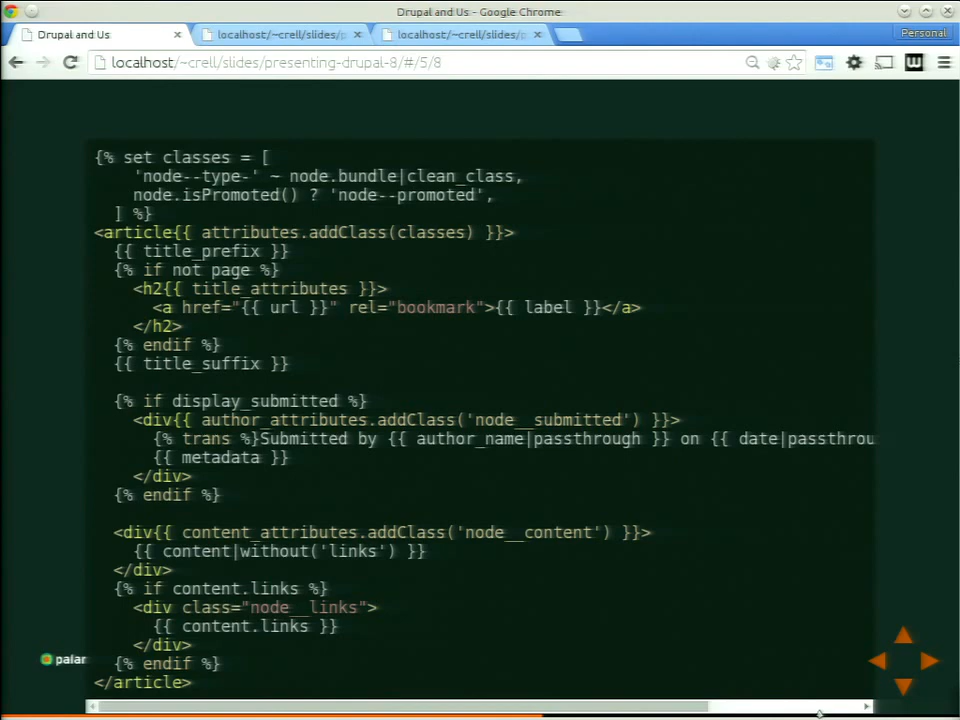 Drupal and Us - Google Chrome
Drupal and Us
localhost/~crell/slides/p
localhost/~crell/slides/p
Personal
localhost/~crell/slides/presenting-drupal-8/#/5/8
{% set classes = [
'node--type-' ~ node.bundle|clean_class,
node.isPromoted() ? 'node--promoted',
] %}
<article{{ attributes.addClass(classes) }}>
{{ title_prefix }}
{% if not page %}
<h2{{ title_attributes }}>
<a href="{{ url }}" rel="bookmark">{{ label }}</a>
</h2>
{% endif %}
{{ title_suffix }}
{% if display_submitted %}
<div{{ author_attributes.addClass('node__submitted') }}>
{% trans %}Submitted by {{ author_name|passthrough }} on {{ date|passthrou
{{ metadata }}
</div>
{% endif %}
<div{{ content_attributes.addClass('node__content') }}>
{{ content|without('links') }}
</div>
{% if content.links %}
<div class="node__links">
{{ content.links }}
</div>
{% endif %}
</article>
palan